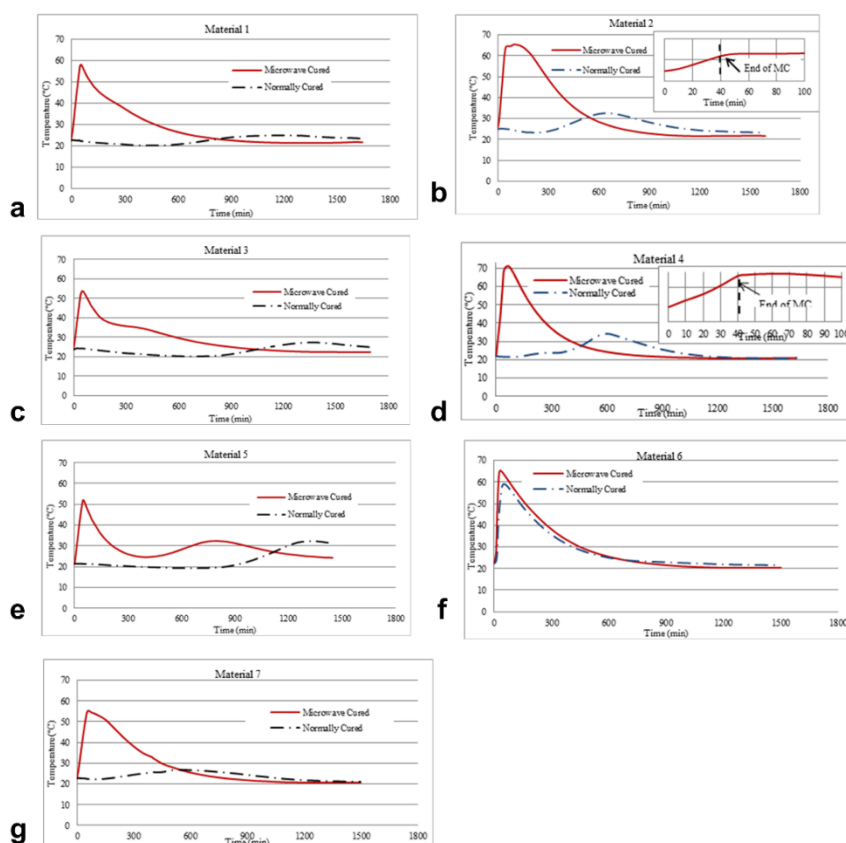 Material 1
Temperature (°C)
70
60
50
40
30
20
10
0
Microwave Cured
Normally Cured
0 300 600 900 1200 1500 1800
Time (min)
a
Material 2
Temperature (°C)
70
60
50
40
30
20
10
0
Microwave Cured
Normally Cured
End of MC
0 20 40 60 80 100
Time (min)
0 300 600 900 1200 1500 1800
Time (min)
b
Material 3
Temperature (°C)
70
60
50
40
30
20
10
0
Microwave Cured
Normally Cured
0 300 600 900 1200 1500 1800
Time (min)
c
Material 4
Temperature (°C)
70
60
50
40
30
20
10
0
Microwave Cured
Normally Cured
End of MC
0 10 20 30 40 50 60 70 80 90 100
Time (min)
0 300 600 900 1200 1500 1800
Time (min)
d
Material 5
Temperature (°C)
70
60
50
40
30
20
10
0
Microwave Cured
Normally Cured
0 300 600 900 1200 1500 1800
Time (min)
e
Material 6
Temperature (°C)
70
60
50
40
30
20
10
0
Microwave Cured
Normally Cured
0 300 600 900 1200 1500 1800
Time (min)
f
Material 7
Temperature (°C)
70
60
50
40
30
20
10
0
Microwave Cured
Normally Cured
0 300 600 900 1200 1500 1800
Time (min)
g